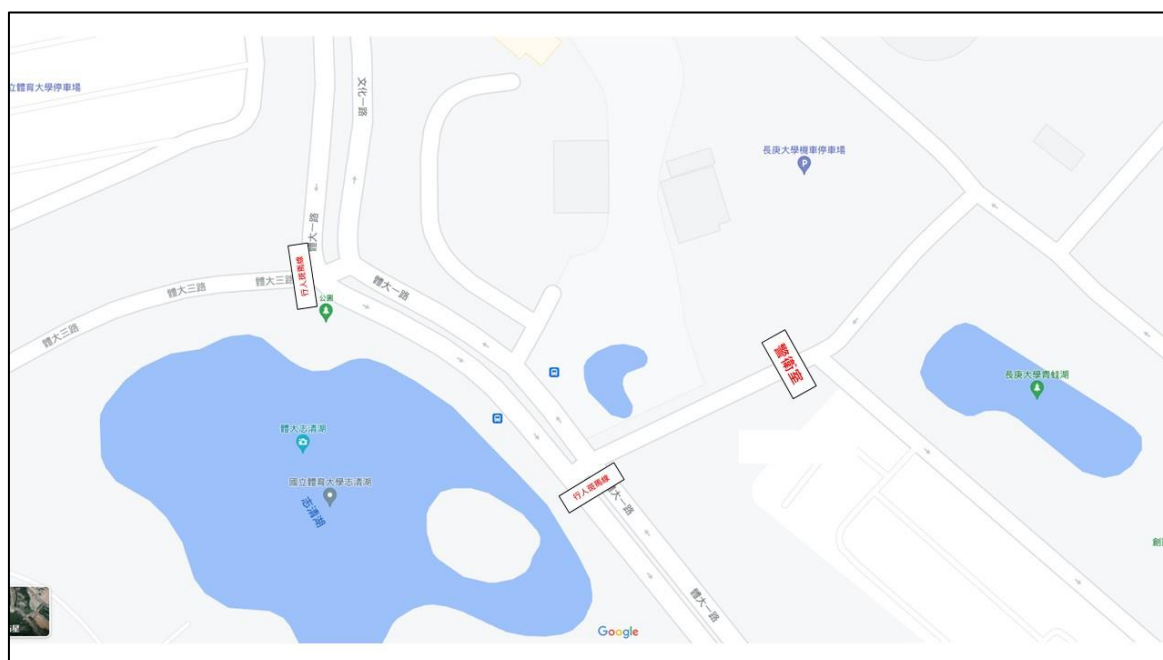 立體育大學停車場
文化一路
長庚大學機車停車場
P
體大一路
行人斑馬線
體大三路
體大三路
體大一路
公園
體大三路
警衛室
長庚大學青蛙湖
體大志清湖
國立體育大學志清湖
志清湖
行人斑馬線
體大一路
體大一路
Google